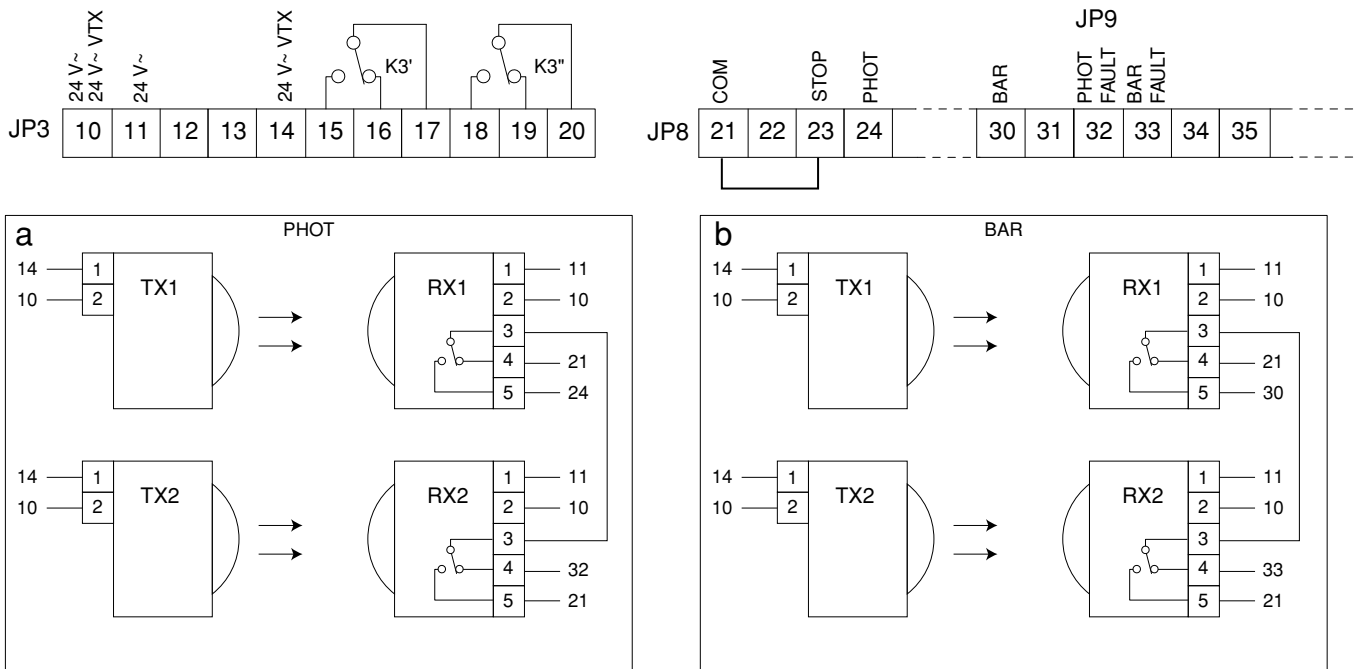 JP9
24 V~
24 V~ VTX
24 V~
24 V~ VTX
K3'
K3"
COM
STOP
PHOT
BAR
PHOT
FAULT
BAR
FAULT
JP3 10 11 12 13 14 15 16 17 18 19 20
JP8 21 22 23 24 30 31 32 33 34 35
a PHOT
14 1 TX1 RX1 1 11
10 2 2 10
3
4 21
5 24
14 1 TX2 RX2 1 11
10 2 2 10
3
4 32
5 21
b BAR
14 1 TX1 RX1 1 11
10 2 2 10
3
4 21
5 30
14 1 TX2 RX2 1 11
10 2 2 10
3
4 33
5 21